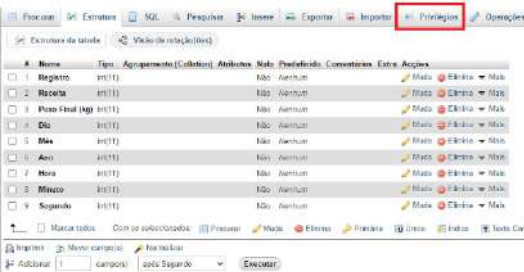 Procurar Estrutura SQL Pesquisar Insere Exportar Importar Privilégios Operações
Estrutura da tabela Visão de relação(ões)
# Nome Tipo Agrupamento (Collation) Atributos Nulo Predefinido Comentários Extra Acções
1 Registro int(11) Não Nenhum Muda Elimina Mais
2 Receita int(11) Não Nenhum Muda Elimina Mais
3 Peso Final (kg) int(11) Não Nenhum Muda Elimina Mais
4 Dia int(11) Não Nenhum Muda Elimina Mais
5 Mês int(11) Não Nenhum Muda Elimina Mais
6 Ano int(11) Não Nenhum Muda Elimina Mais
7 Hora int(11) Não Nenhum Muda Elimina Mais
8 Minuto int(11) Não Nenhum Muda Elimina Mais
9 Segundo int(11) Não Nenhum Muda Elimina Mais
Marcar todos Com os seleccionados: Procurar Muda Elimina Primária Único Índice Texto Com
Imprimir Mover campo(s) Normalizar
Adicionar 1 campo(s) após Segundo Executar